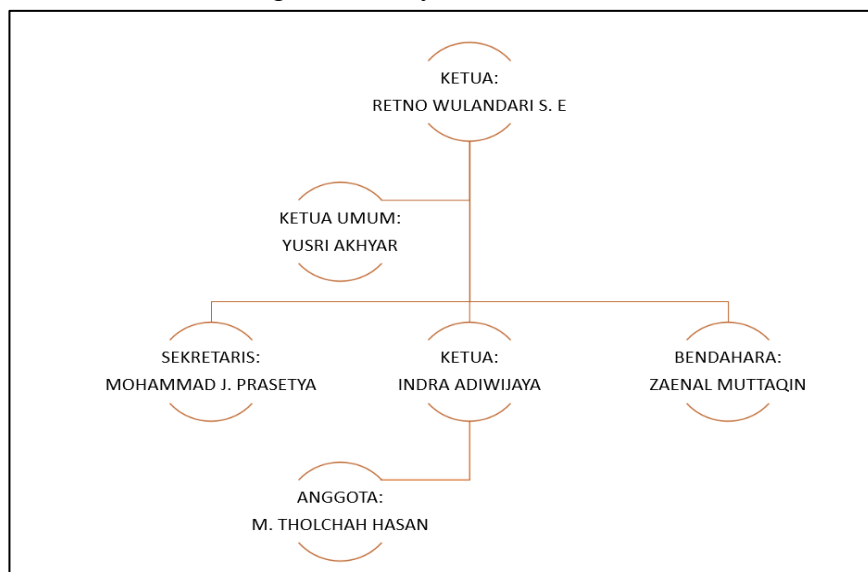 KETUA:
RETNO WULANDARI S. E
KETUA UMUM:
YUSRI AKHYAR
SEKRETARIS:
MOHAMMAD J. PRASETYA
KETUA:
INDRA ADIWIJAYA
BENDAHARA:
ZAENAL MUTTAQIN
ANGGOTA:
M. THOLCHAH HASAN